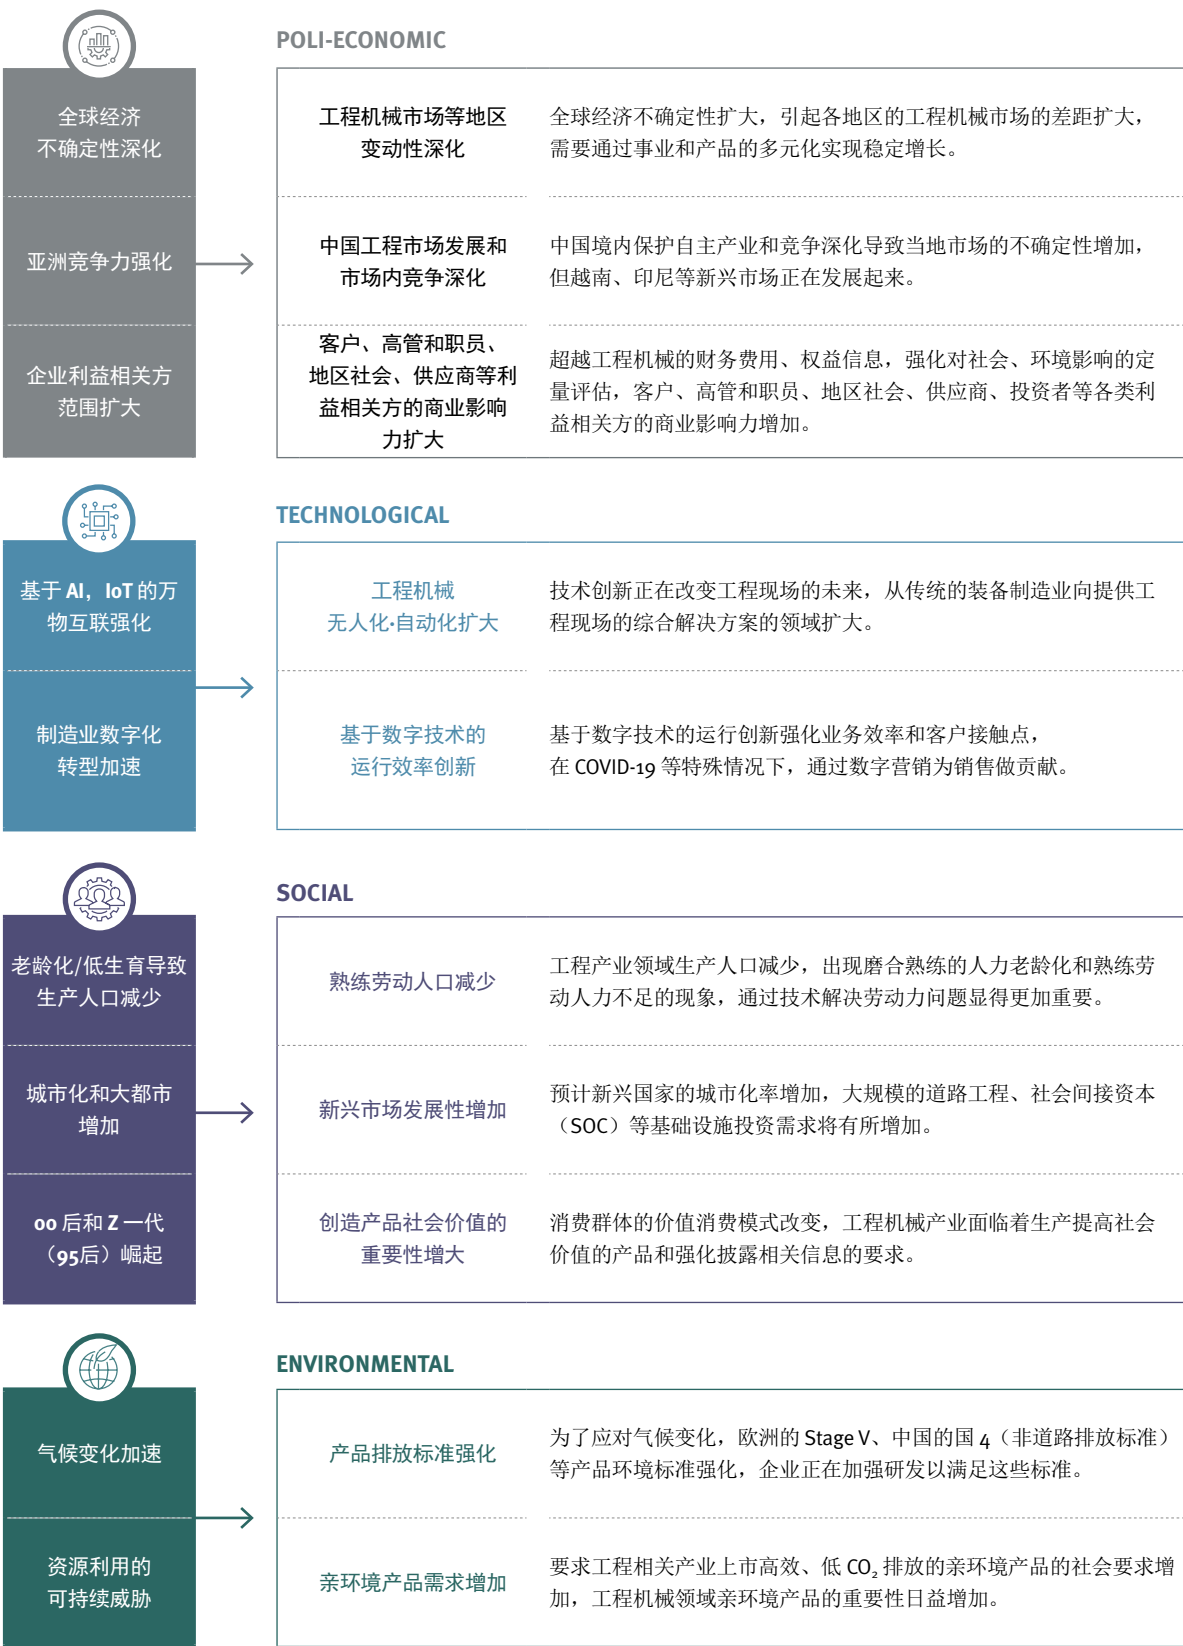 POLI-ECONOMIC
全球经济
不确定性深化
工程机械市场等地区
变动性深化
全球经济不确定性扩大，引起各地区的工程机械市场的差距扩大，
需要通过事业和产品的多元化实现稳定增长。
亚洲竞争力强化
中国工程市场发展和
市场内竞争深化
中国境内保护自主产业和竞争深化导致当地市场的不确定性增加，
但越南、印尼等新兴市场正在发展起来。
企业利益相关方
范围扩大
客户、高管和职员、
地区社会、供应商等利
益相关方的商业影响
力扩大
超越工程机械的财务费用、权益信息，强化对社会、环境影响的定
量评估，客户、高管和职员、地区社会、供应商、投资者等各类利
益相关方的商业影响力增加。
TECHNOLOGICAL
基于 AI，IoT 的万
物互联强化
工程机械
无人化·自动化扩大
技术创新正在改变工程现场的未来，从传统的装备制造业向提供工
程现场的综合解决方案的领域扩大。
制造业数字化
转型加速
基于数字技术的
运行效率创新
基于数字技术的运行创新强化业务效率和客户接触点，
在 COVID-19 等特殊情况下，通过数字营销为销售做贡献。
SOCIAL
老龄化/低生育导致
生产人口减少
熟练劳动人口减少
工程产业领域生产人口减少，出现磨合熟练的人力老龄化和熟练劳
动人力不足的现象，通过技术解决劳动力问题显得更加重要。
城市化和大都市
增加
新兴市场发展性增加
预计新兴国家的城市化率增加，大规模的道路工程、社会间接资本
（SOC）等基础设施投资需求将有所增加。
00 后和 Z 一代
（95后）崛起
创造产品社会价值的
重要性增大
消费群体的价值消费模式改变，工程机械产业面临着生产提高社会
价值的产品和强化披露相关信息的要求。
ENVIRONMENTAL
气候变化加速
产品排放标准强化
为了应对气候变化，欧洲的 Stage V、中国的国 4（非道路排放标准）
等产品环境标准强化，企业正在加强研发以满足这些标准。
资源利用的
可持续威胁
亲环境产品需求增加
要求工程相关产业上市高效、低 CO₂ 排放的亲环境产品的社会要求增
加，工程机械领域亲环境产品的重要性日益增加。